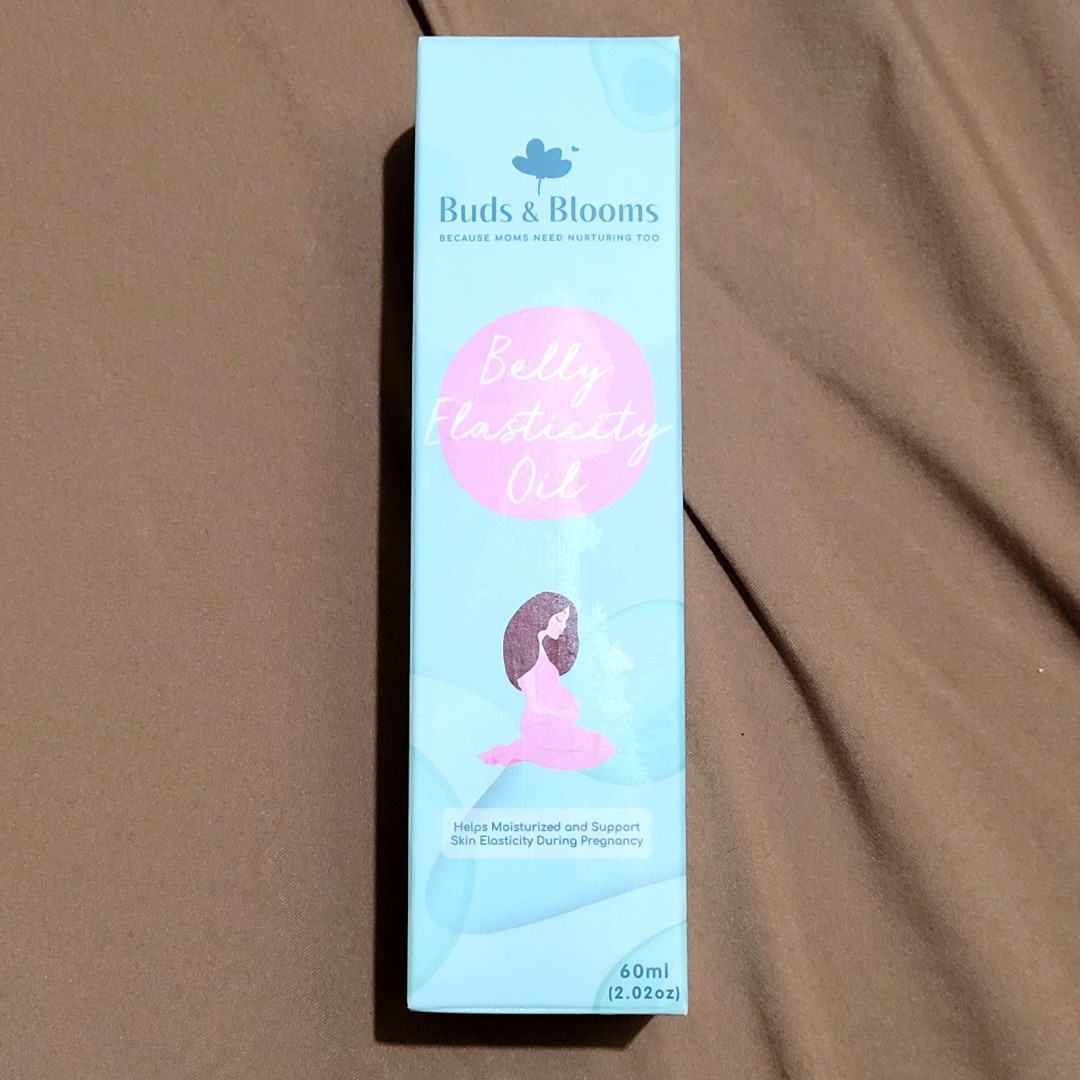 Buds & Blooms
BECAUSE MOMS NEED NURTURING TOO
Belly
Elasticity
Oil
Helps Moisturized and Support
Skin Elasticity During Pregnancy
60ml
(2.02oz)